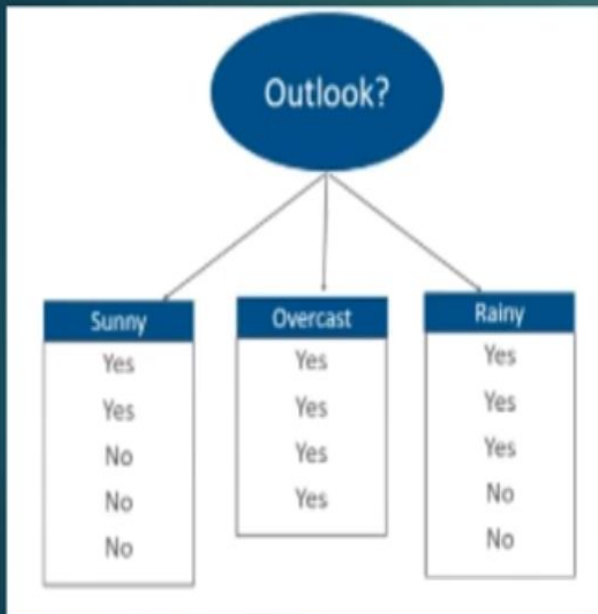 Outlook?
Sunny
Yes
Yes
No
No
No
Overcast
Yes
Yes
Yes
Yes
Rainy
Yes
Yes
Yes
No
No